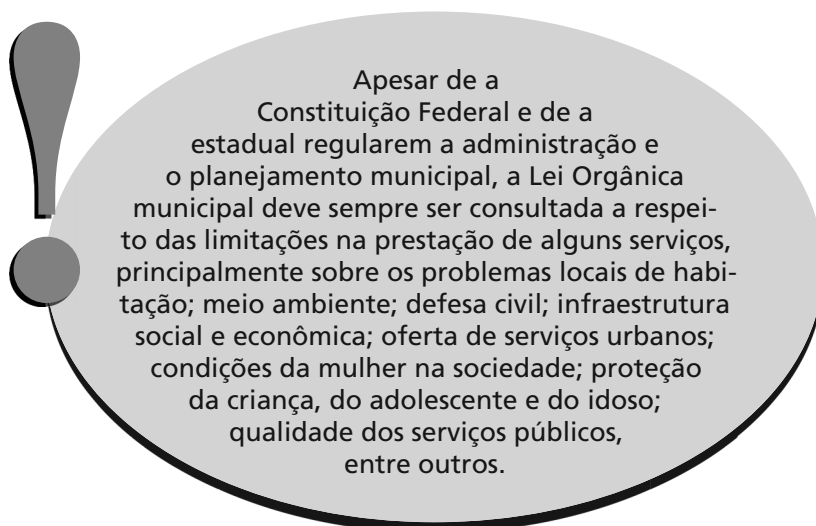 Apesar de a
Constituição Federal e de a
estadual regularem a administração e
o planejamento municipal, a Lei Orgânica
municipal deve sempre ser consultada a respei-
to das limitações na prestação de alguns serviços,
principalmente sobre os problemas locais de habi-
tação; meio ambiente; defesa civil; infraestrutura
social e econômica; oferta de serviços urbanos;
condições da mulher na sociedade; proteção
da criança, do adolescente e do idoso;
qualidade dos serviços públicos,
entre outros.